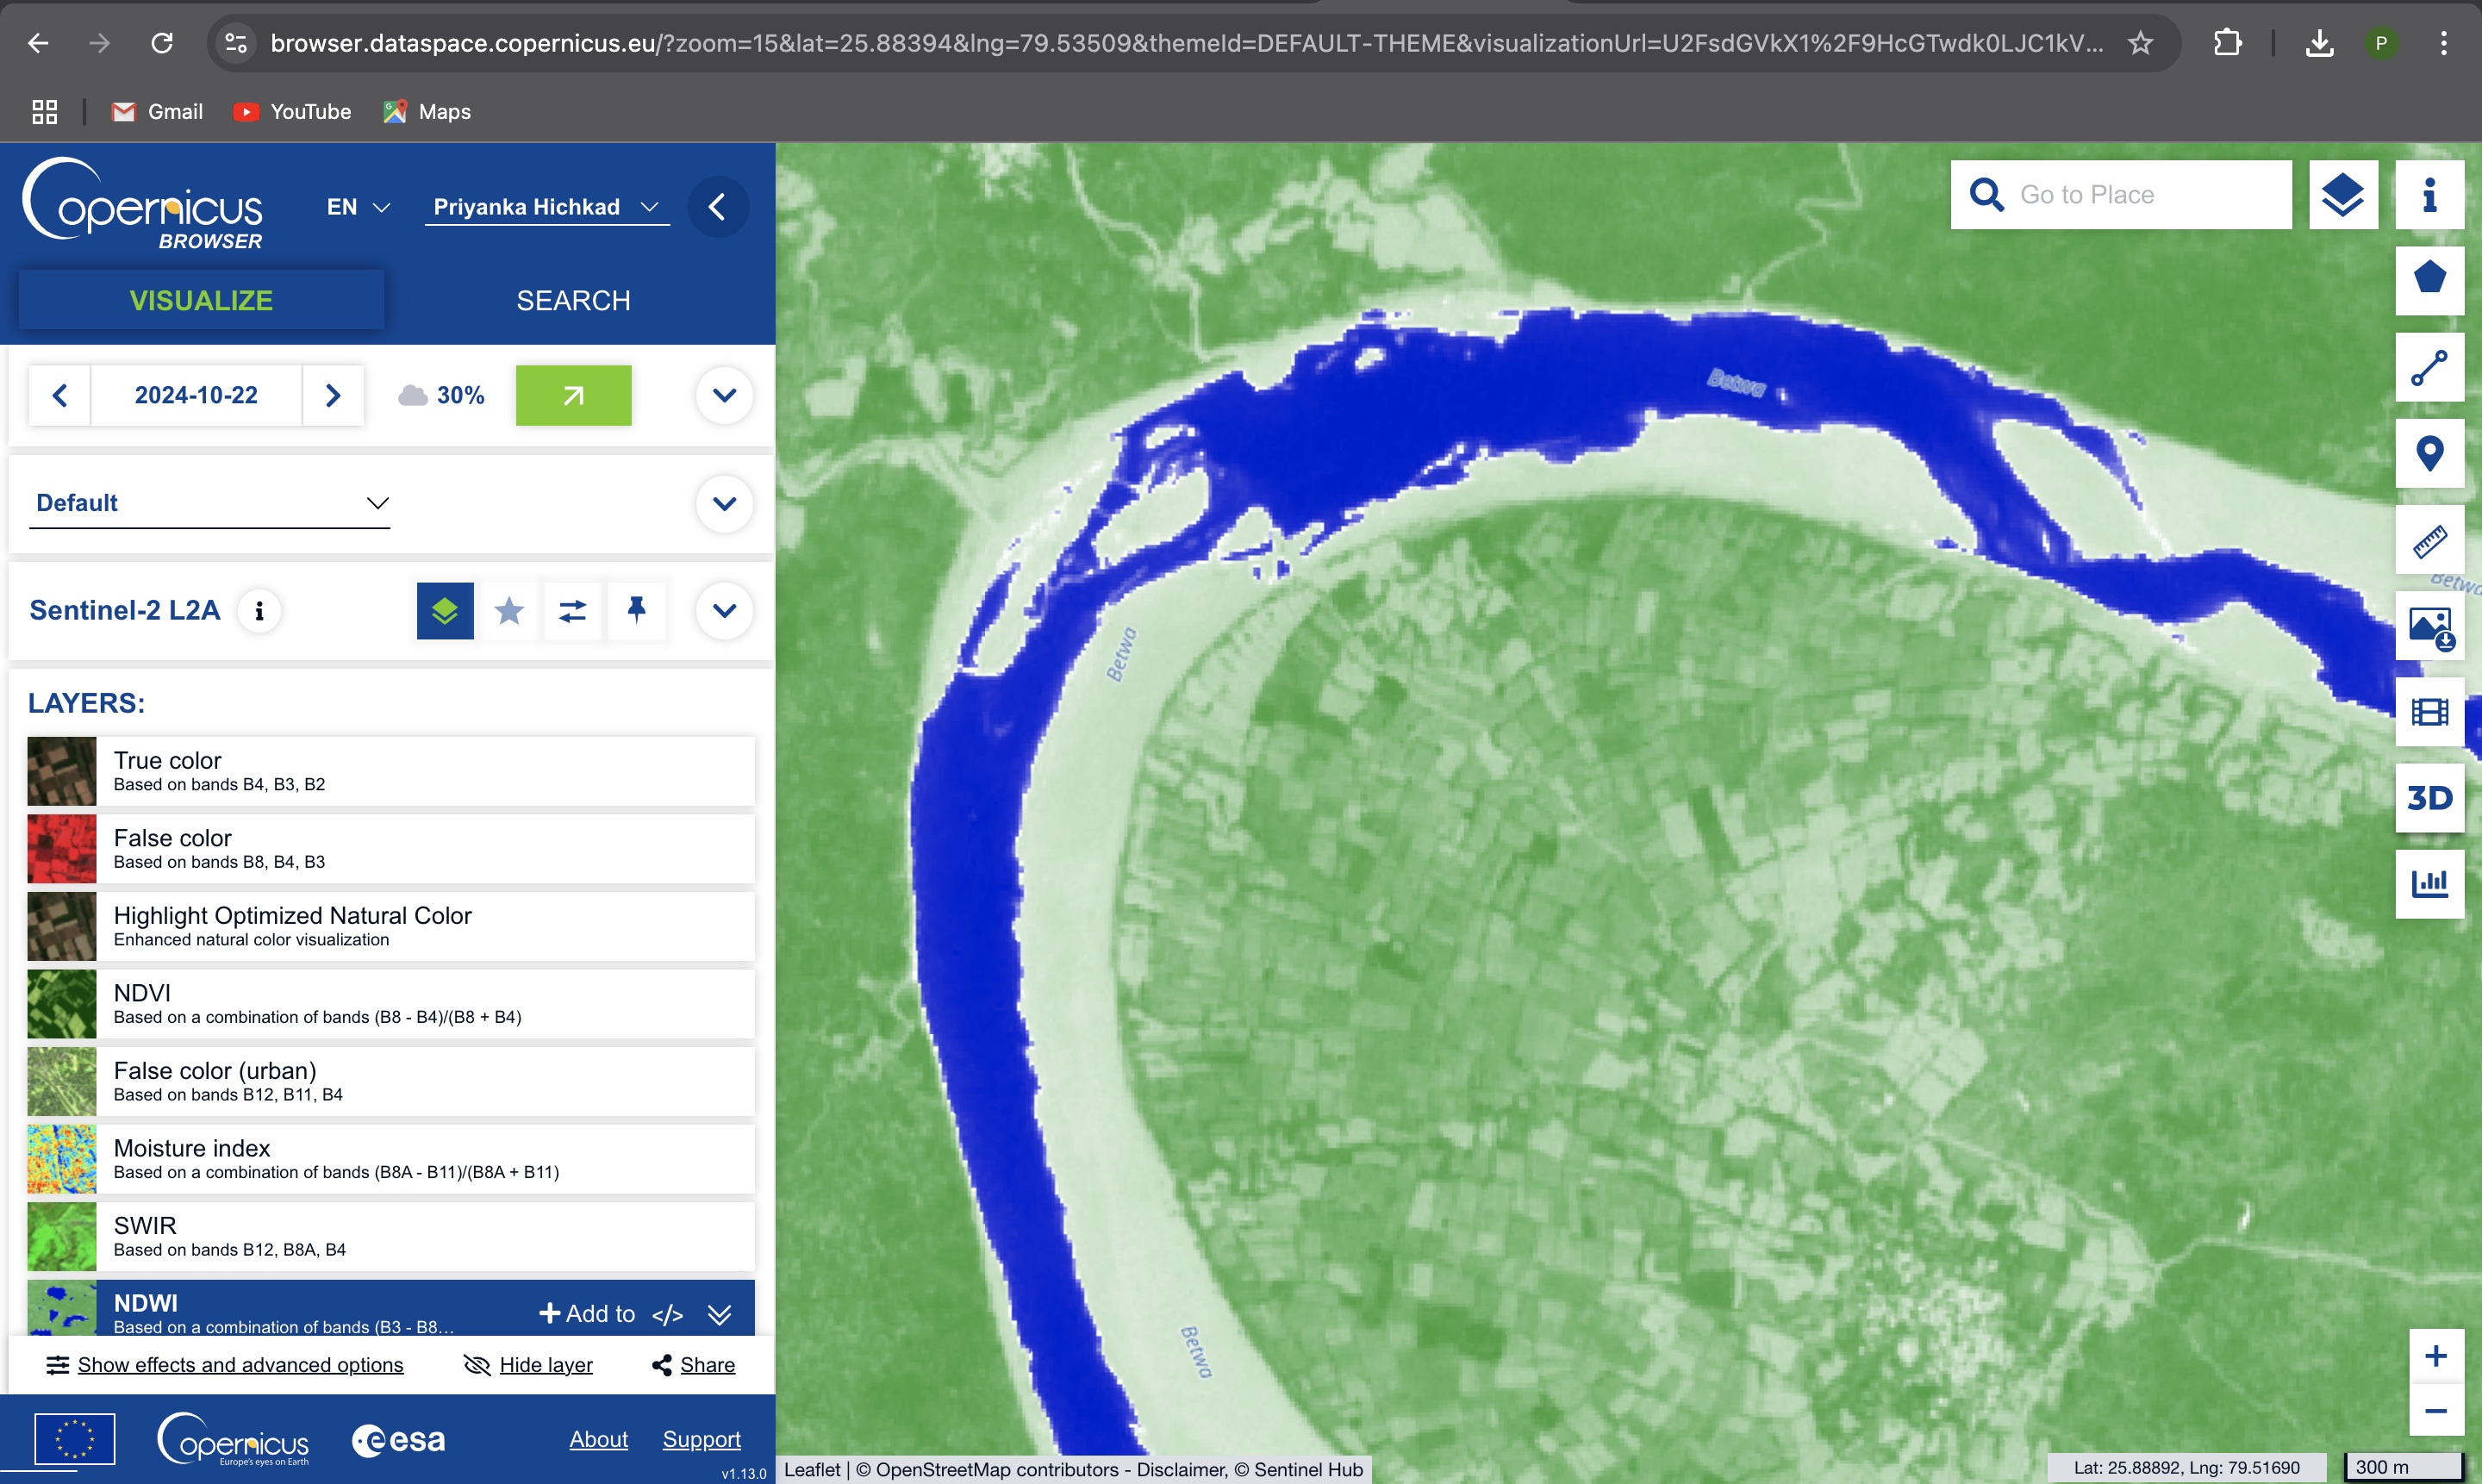 browser.dataspace.copernicus.eu/?zoom=15&lat=25.88394&lng=79.53509&themeId=DEFAULT-THEME&visualizationUrl=U2FsdGVkX1%2F9HcGTwdk0LJC1kV...
P
Gmail YouTube Maps
opernicus
BROWSER
EN Priyanka Hichkad
VISUALIZE SEARCH
2024-10-22 30%
Default
Sentinel-2 L2A
LAYERS:
True color
Based on bands B4, B3, B2
False color
Based on bands B8, B4, B3
Highlight Optimized Natural Color
Enhanced natural color visualization
NDVI
Based on a combination of bands (B8 - B4)/(B8 + B4)
False color (urban)
Based on bands B12, B11, B4
Moisture index
Based on a combination of bands (B8A - B11)/(B8A + B11)
SWIR
Based on bands B12, B8A, B4
NDWI
Based on a combination of bands (B3 - B8...
Add to </>
Show effects and advanced options Hide layer Share
opernicus
Europe's eyes on Earth
esa
About Support
v1.13.0
Go to Place
Betwa
Betwa
Betwa
Betwa
3D
Leaflet | © OpenStreetMap contributors - Disclaimer, © Sentinel Hub
Lat: 25.88892, Lng: 79.51690
300 m